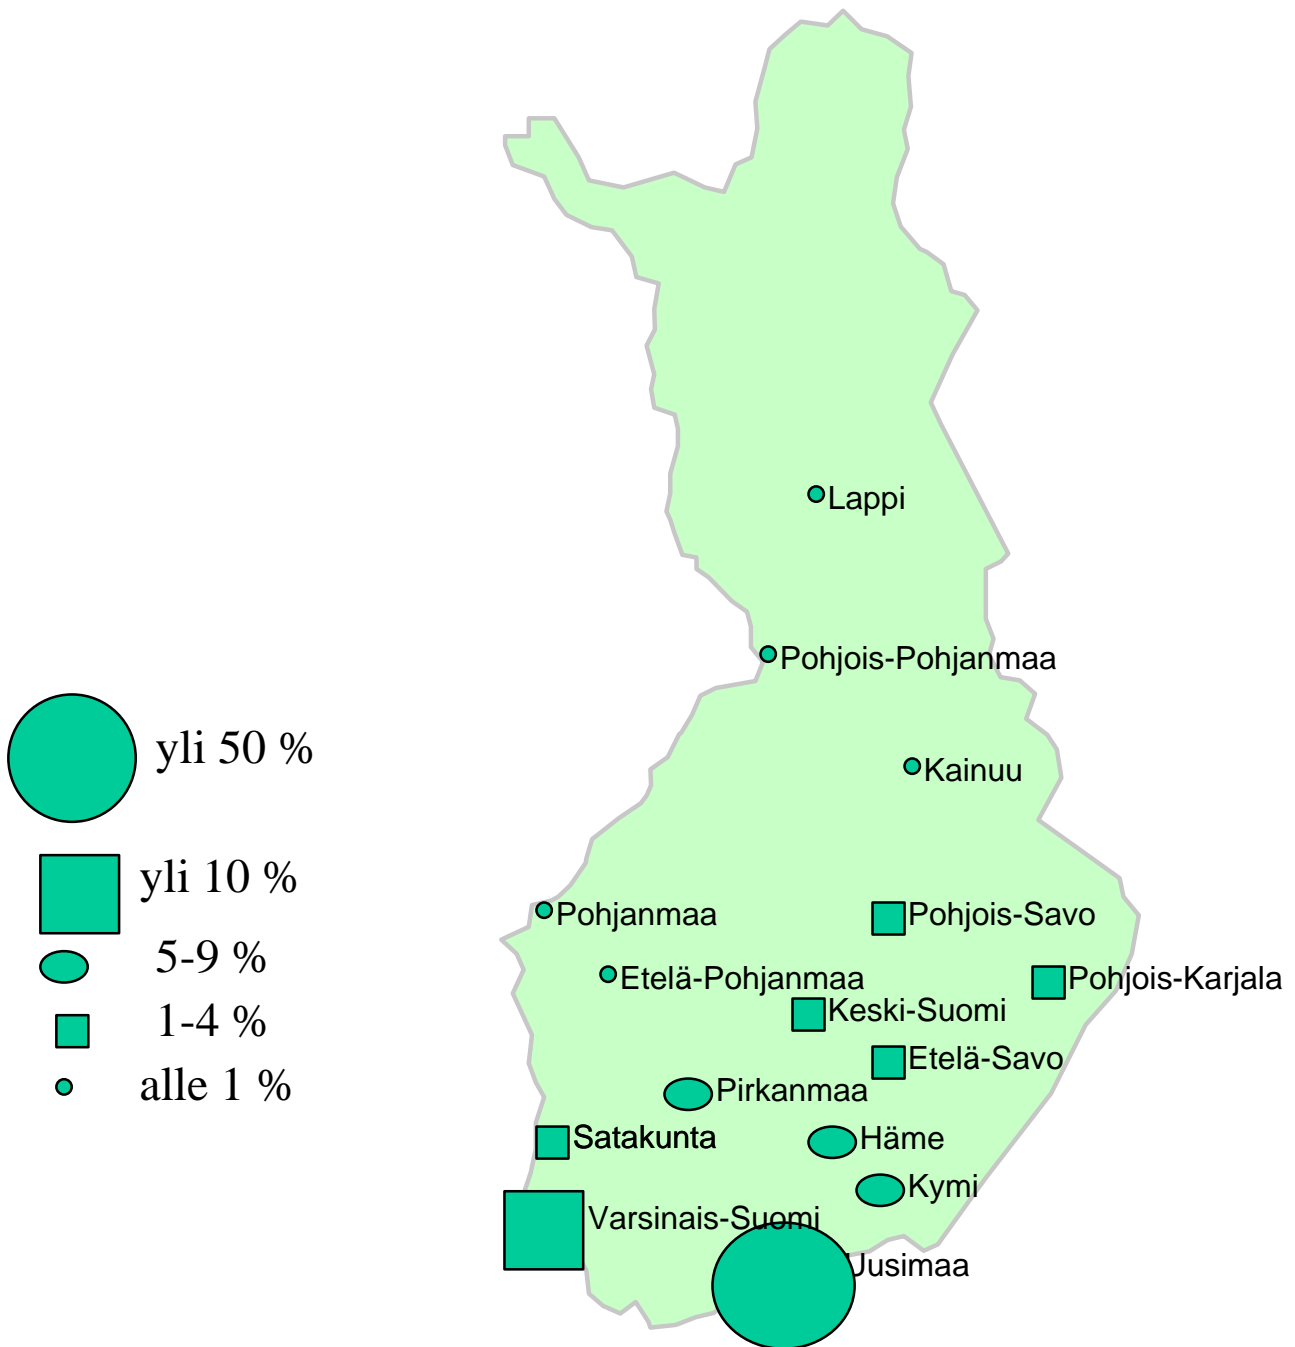 Lappi
Pohjois-Pohjanmaa
yli 50 %
Kainuu
yli 10 %
Pohjanmaa
Pohjois-Savo
5-9 %
Etelä-Pohjanmaa
Pohjois-Karjala
Keski-Suomi
1-4 %
Etelä-Savo
alle 1 %
Pirkanmaa
Satakunta
Häme
Kymi
Varsinais-Suomi
Uusimaa